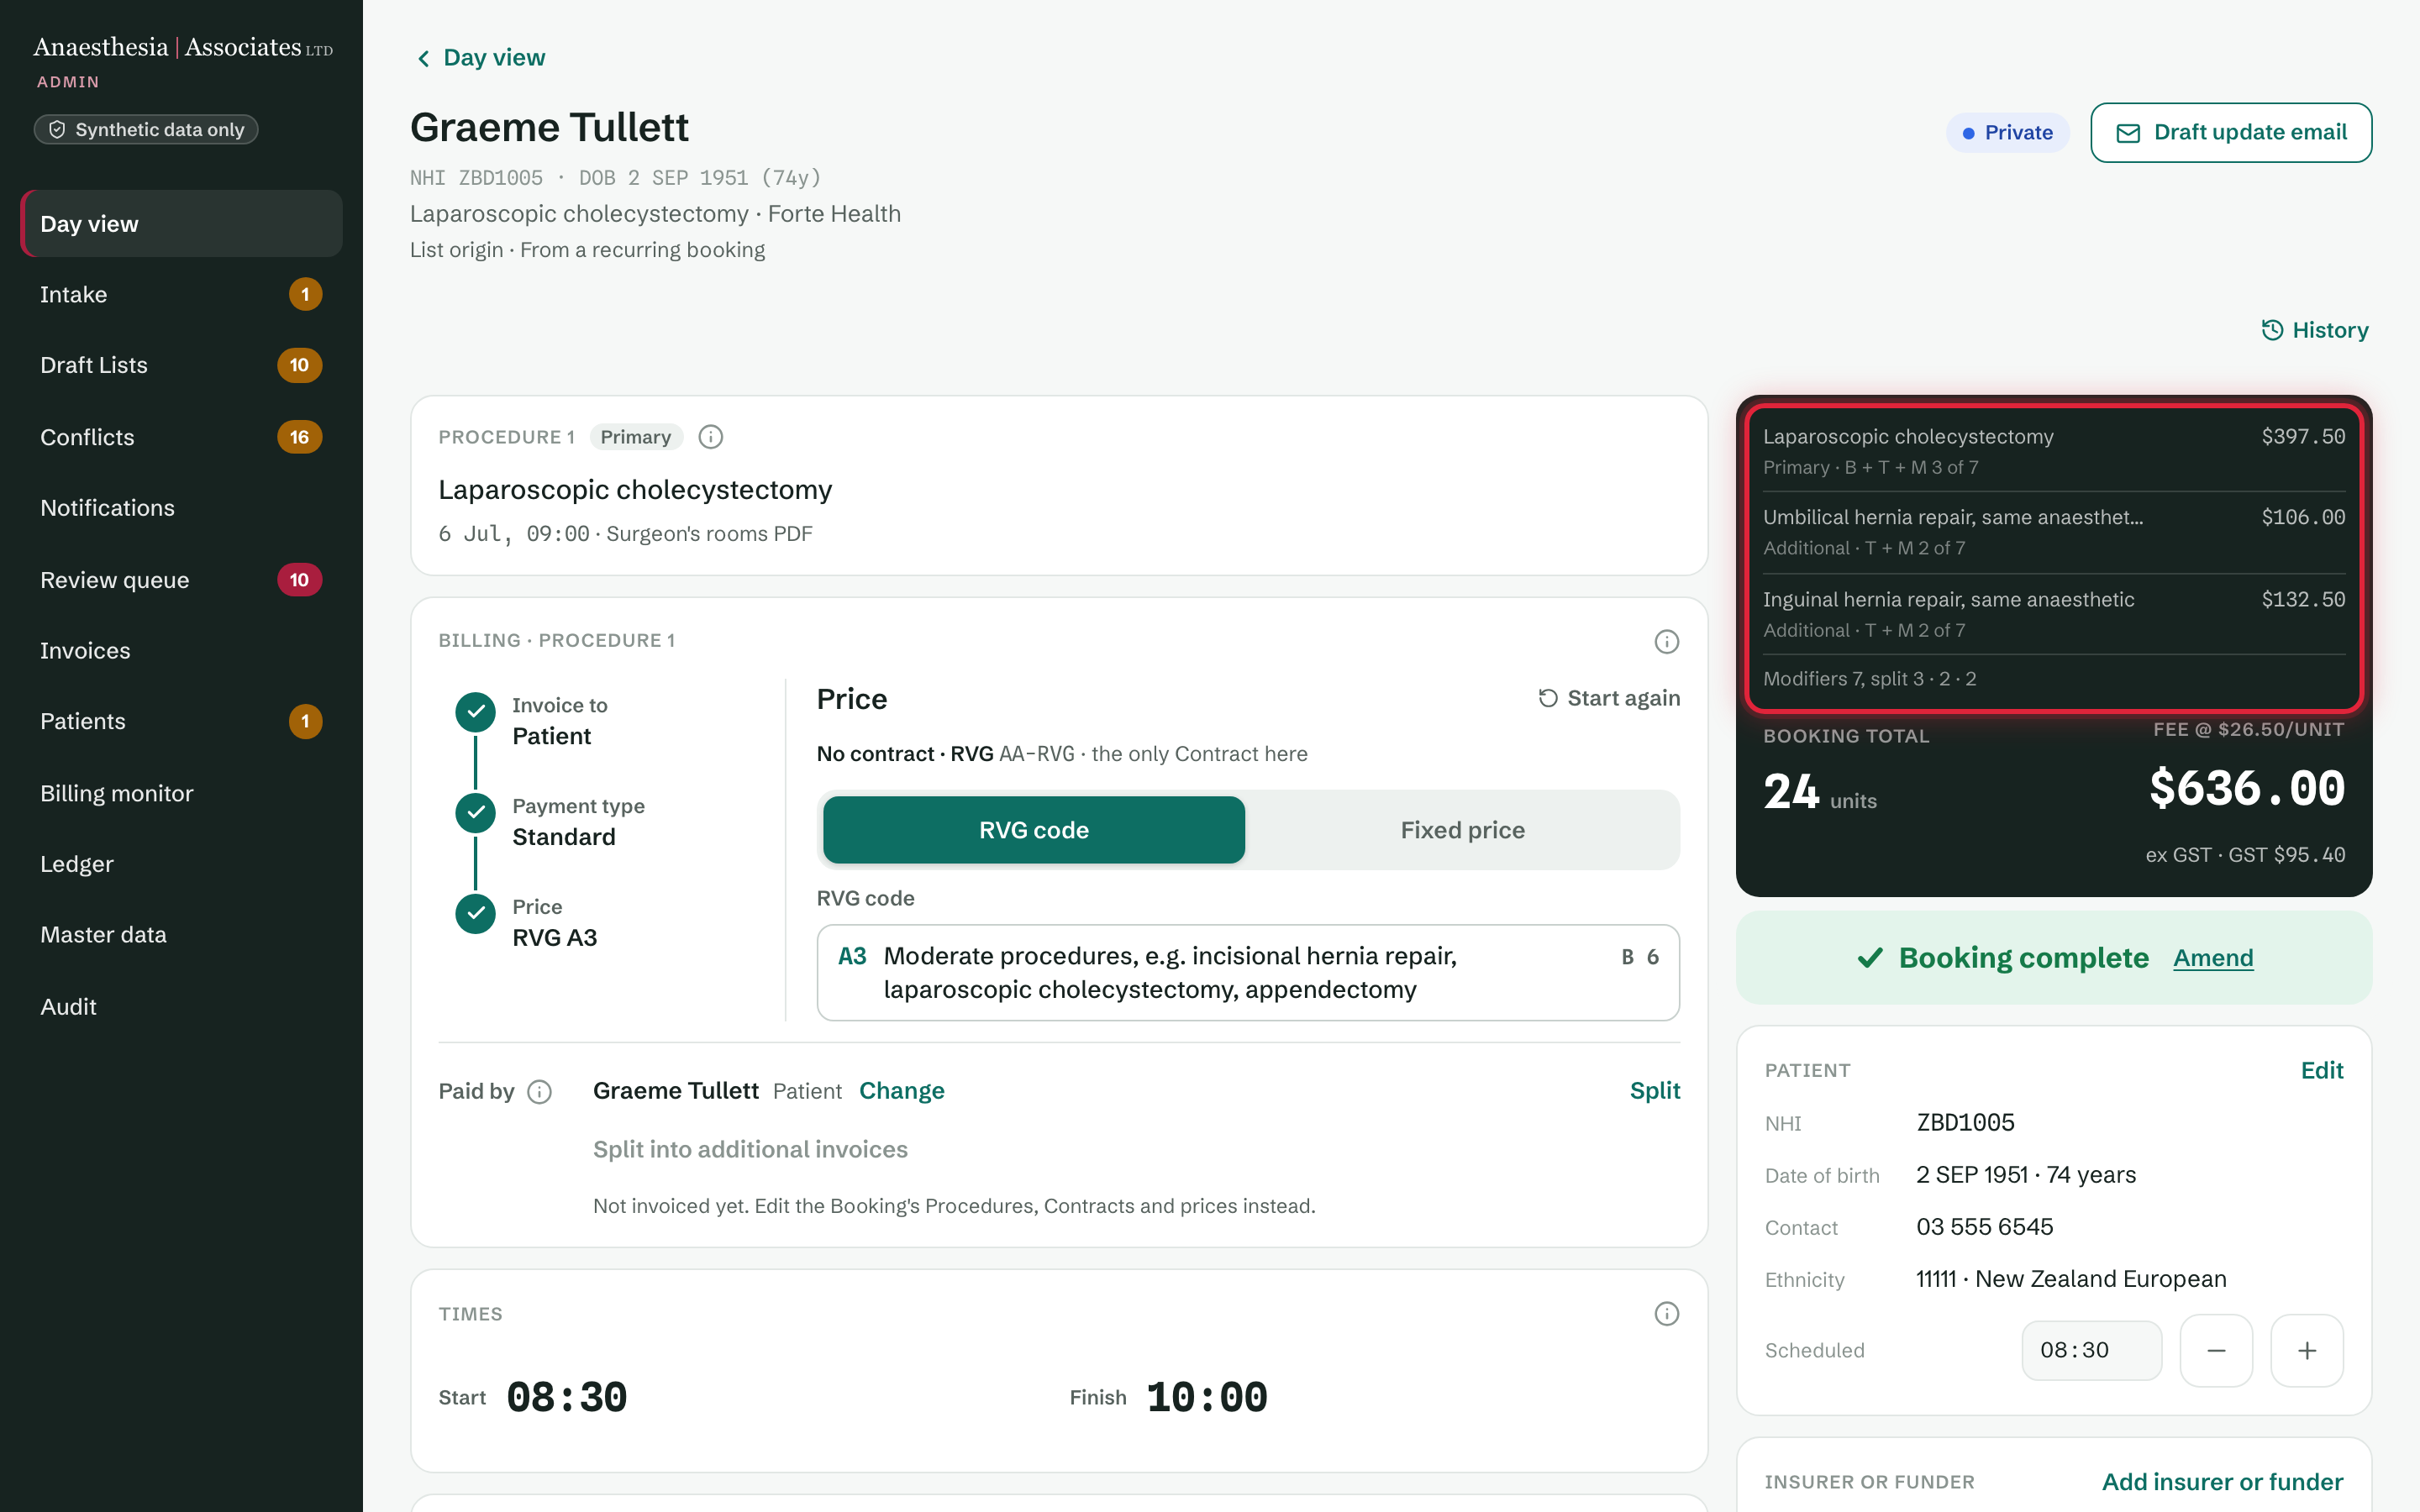 Anaesthesia | Associates LTD
ADMIN
Synthetic data only
Day view
Intake 1
Draft Lists 10
Conflicts 16
Notifications
Review queue 10
Invoices
Patients 1
Billing monitor
Ledger
Master data
Audit
Day view
Graeme Tullett
NHI ZBD1005 · DOB 2 SEP 1951 (74y)
Laparoscopic cholecystectomy · Forte Health
List origin · From a recurring booking
Private
Draft update email
History
PROCEDURE 1 Primary
Laparoscopic cholecystectomy
6 Jul, 09:00 · Surgeon's rooms PDF
BILLING · PROCEDURE 1
Invoice to
Patient
Payment type
Standard
Price
RVG A3
Price
Start again
No contract · RVG AA-RVG · the only Contract here
RVG code
Fixed price
RVG code
A3 Moderate procedures, e.g. incisional hernia repair, B 6
laparoscopic cholecystectomy, appendectomy
Paid by Graeme Tullett Patient Change Split
Split into additional invoices
Not invoiced yet. Edit the Booking's Procedures, Contracts and prices instead.
TIMES
Start 08:30
Finish 10:00
Laparoscopic cholecystectomy $397.50
Primary · B + T + M 3 of 7
Umbilical hernia repair, same anaesthet... $106.00
Additional · T + M 2 of 7
Inguinal hernia repair, same anaesthetic $132.50
Additional · T + M 2 of 7
Modifiers 7, split 3 · 2 · 2
BOOKING TOTAL FEE @ $26.50/UNIT
24 units $636.00
ex GST · GST $95.40
Booking complete Amend
PATIENT Edit
NHI ZBD1005
Date of birth 2 SEP 1951 · 74 years
Contact 03 555 6545
Ethnicity 11111 · New Zealand European
Scheduled 08:30 − +
INSURER OR FUNDER Add insurer or funder